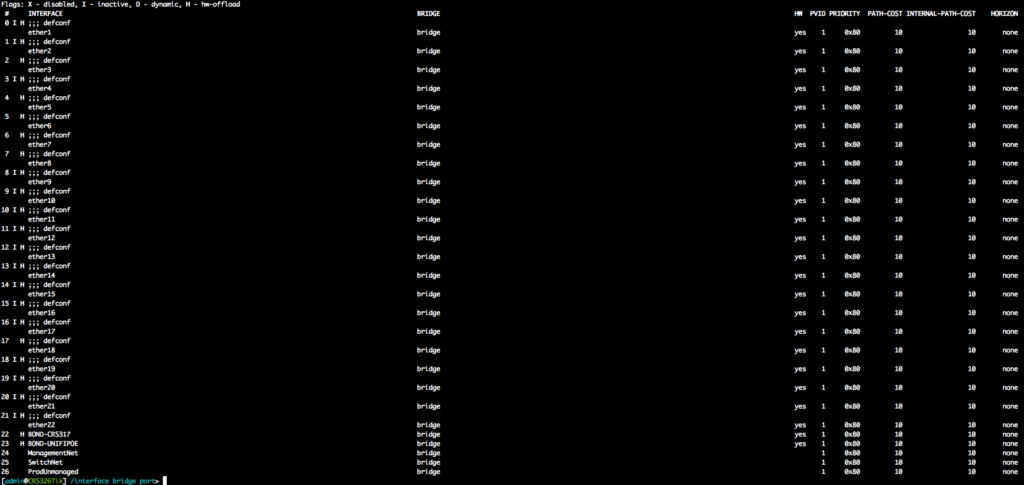 Flags: X - disabled, I - inactive, D - dynamic, H - hw-offload
# INTERFACE BRIDGE HW PVID PRIORITY PATH-COST INTERNAL-PATH-COST HORIZON
0 I H ;;; defconf
ether1 bridge yes 1 0x80 10 10 none
1 I H ;;; defconf
ether2 bridge yes 1 0x80 10 10 none
2 H ;;; defconf
ether3 bridge yes 1 0x80 10 10 none
3 I H ;;; defconf
ether4 bridge yes 1 0x80 10 10 none
4 H ;;; defconf
ether5 bridge yes 1 0x80 10 10 none
5 H ;;; defconf
ether6 bridge yes 1 0x80 10 10 none
6 H ;;; defconf
ether7 bridge yes 1 0x80 10 10 none
7 H ;;; defconf
ether8 bridge yes 1 0x80 10 10 none
8 I H ;;; defconf
ether9 bridge yes 1 0x80 10 10 none
9 I H ;;; defconf
ether10 bridge yes 1 0x80 10 10 none
10 I H ;;; defconf
ether11 bridge yes 1 0x80 10 10 none
11 I H ;;; defconf
ether12 bridge yes 1 0x80 10 10 none
12 I H ;;; defconf
ether13 bridge yes 1 0x80 10 10 none
13 I H ;;; defconf
ether14 bridge yes 1 0x80 10 10 none
14 I H ;;; defconf
ether15 bridge yes 1 0x80 10 10 none
15 I H ;;; defconf
ether16 bridge yes 1 0x80 10 10 none
16 I H ;;; defconf
ether17 bridge yes 1 0x80 10 10 none
17 H ;;; defconf
ether18 bridge yes 1 0x80 10 10 none
18 I H ;;; defconf
ether19 bridge yes 1 0x80 10 10 none
19 I H ;;; defconf
ether20 bridge yes 1 0x80 10 10 none
20 I H ;;; defconf
ether21 bridge yes 1 0x80 10 10 none
21 I H ;;; defconf
ether22 bridge yes 1 0x80 10 10 none
22 H BOND-CRS317 bridge yes 1 0x80 10 10 none
23 H BOND-UNIFIPOE bridge yes 1 0x80 10 10 none
24 ManagementNet bridge 1 0x80 10 10 none
25 SwitchNet bridge 1 0x80 10 10 none
26 ProdUnmanaged bridge 1 0x80 10 10 none
[admin@CRS326Tik] /interface bridge port>